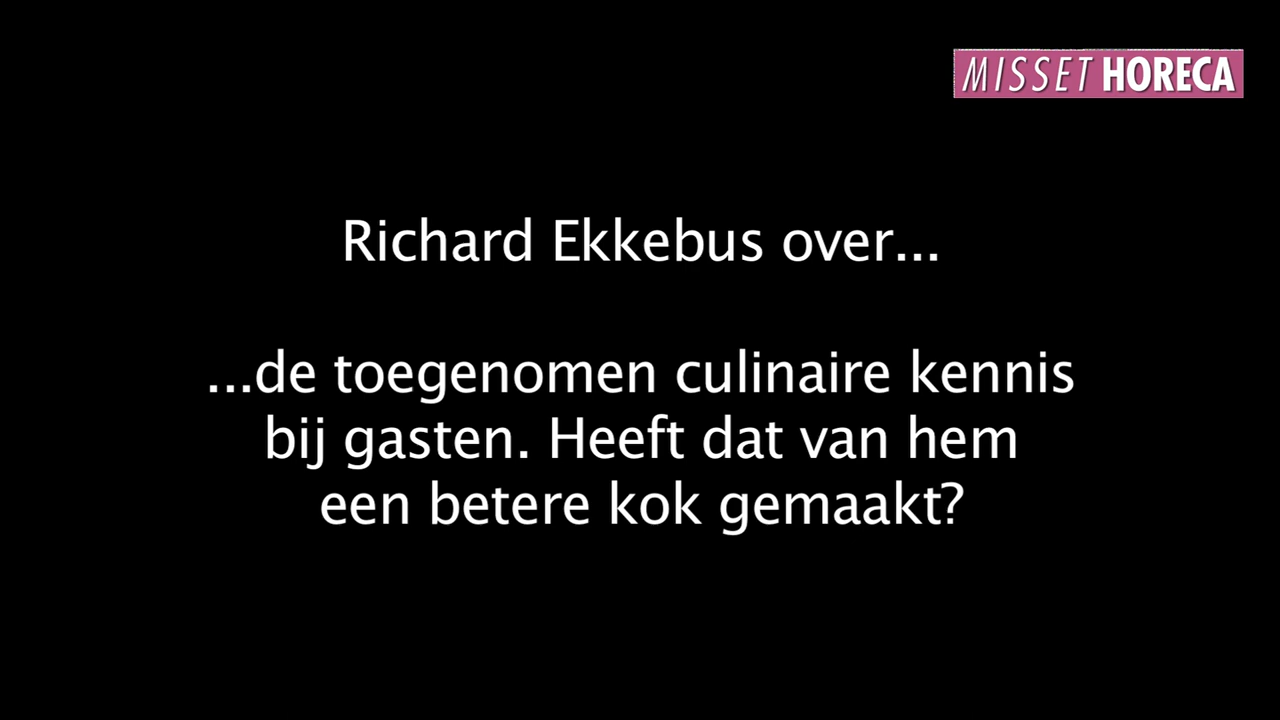 MISSET HORECA
Richard Ekkebus over...
...de toegenomen culinaire kennis
bij gasten. Heeft dat van hem
een betere kok gemaakt?